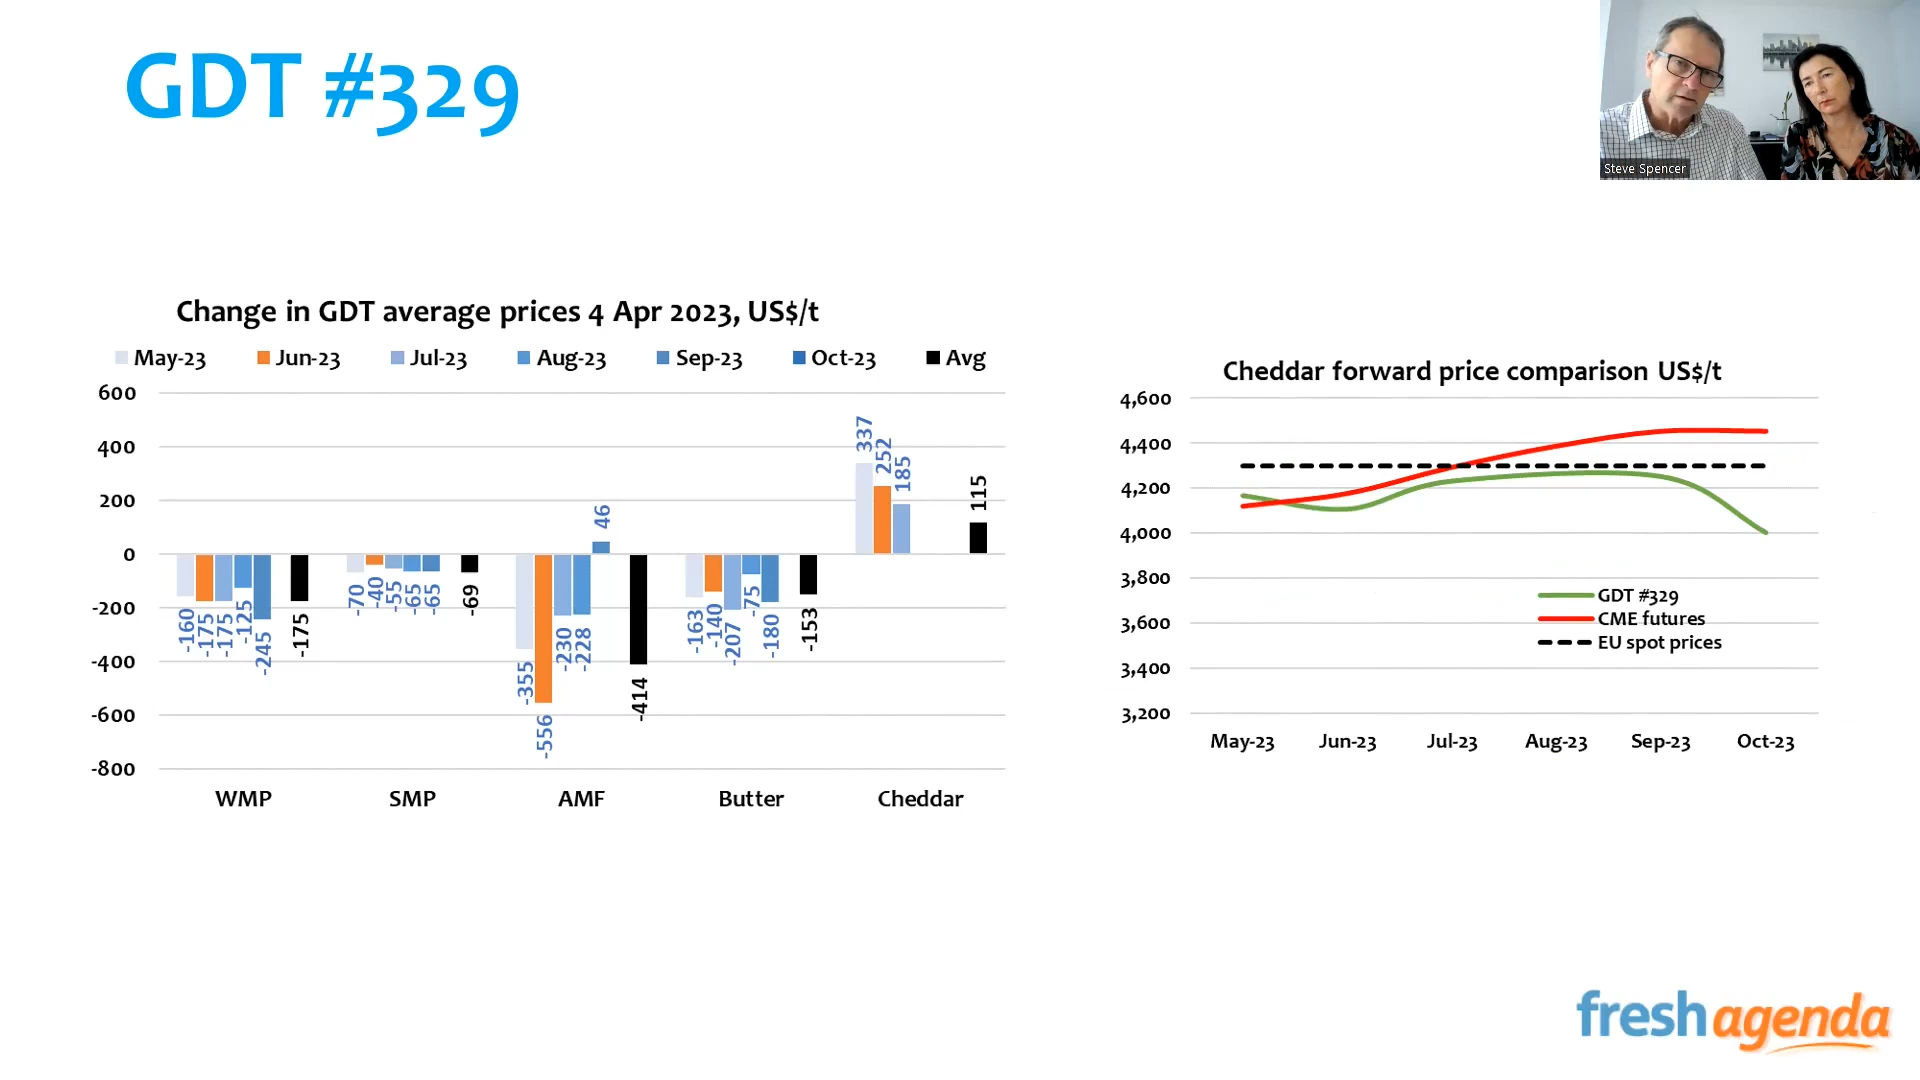 GDT #329
Steve Spencer
Change in GDT average prices 4 Apr 2023, US$/t
May-23 Jun-23 Jul-23 Aug-23 Sep-23 Oct-23 Avg
600
400
200
0
-200
-400
-600
-800
-160 -175 -175 -125 -245 -175
-70 -40 -55 -65 -65 -69
-355 -556 -230 -228 46 -414
-163 -140 -207 -75 -180 -153
337 252 185 115
WMP SMP AMF Butter Cheddar
Cheddar forward price comparison US$/t
4,600
4,400
4,200
4,000
3,800
3,600
3,400
3,200
GDT #329
CME futures
EU spot prices
May-23 Jun-23 Jul-23 Aug-23 Sep-23 Oct-23
fresh agenda